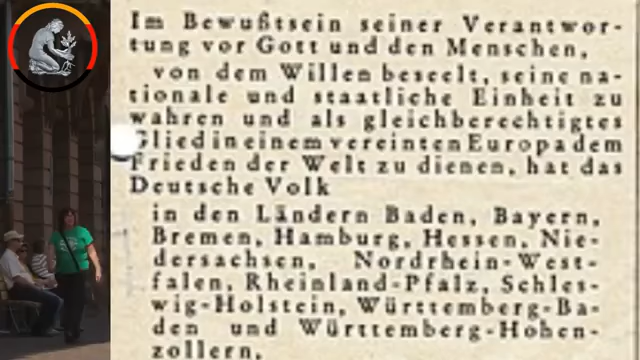 Im Bewußtsein seiner Verantwor-
tung vor Gott und den Menschen,
von dem Willen beseelt, seine na-
tionale und staatliche Einheit zu
wahren und als gleichberechtigtes
Glied in einem vereinten Europa dem
Frieden der Welt zu dienen, hat das
Deutsche Volk
in den Ländern Baden, Bayern,
Bremen, Hamburg, Hessen, Nie-
dersachsen, Nordrhein-West-
falen, Rheinland-Pfalz, Schles-
wig-Holstein, Württemberg-Ba-
den und Württemberg-Hohen-
zollern,